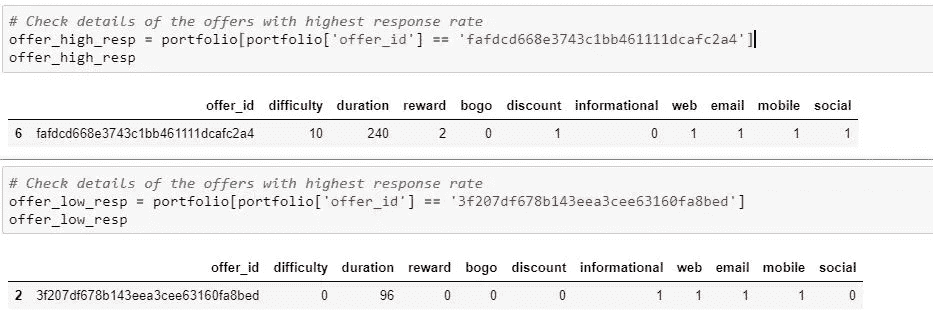 # Check details of the offers with highest response rate
offer_high_resp = portfolio[portfolio['offer_id'] == 'fafdcd668e3743c1bb461111dcafc2a4']
offer_high_resp
offer_id difficulty duration reward bogo discount informational web email mobile social
6 fafdcd668e3743c1bb461111dcafc2a4 10 240 2 0 1 0 1 1 1 1
# Check details of the offers with highest response rate
offer_low_resp = portfolio[portfolio['offer_id'] == '3f207df678b143eea3cee63160fa8bed']
offer_low_resp
offer_id difficulty duration reward bogo discount informational web email mobile social
2 3f207df678b143eea3cee63160fa8bed 0 96 0 0 0 1 1 1 1 0